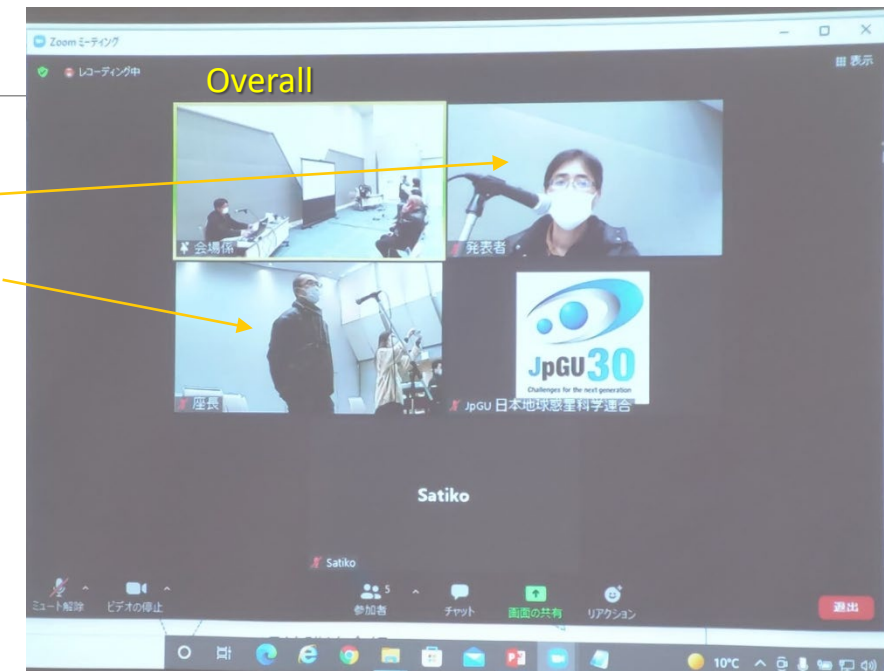 Zoom ミーティング
レコーディング中
表示
Overall
会場係
発表者
座長
JpGU 30
Challenges for the next generation
JpGU 日本地球惑星科学連合
Satiko
Satiko
ミュート解除
ビデオの停止
5
参加者
チャット
画面の共有
リアクション
退出
10°C